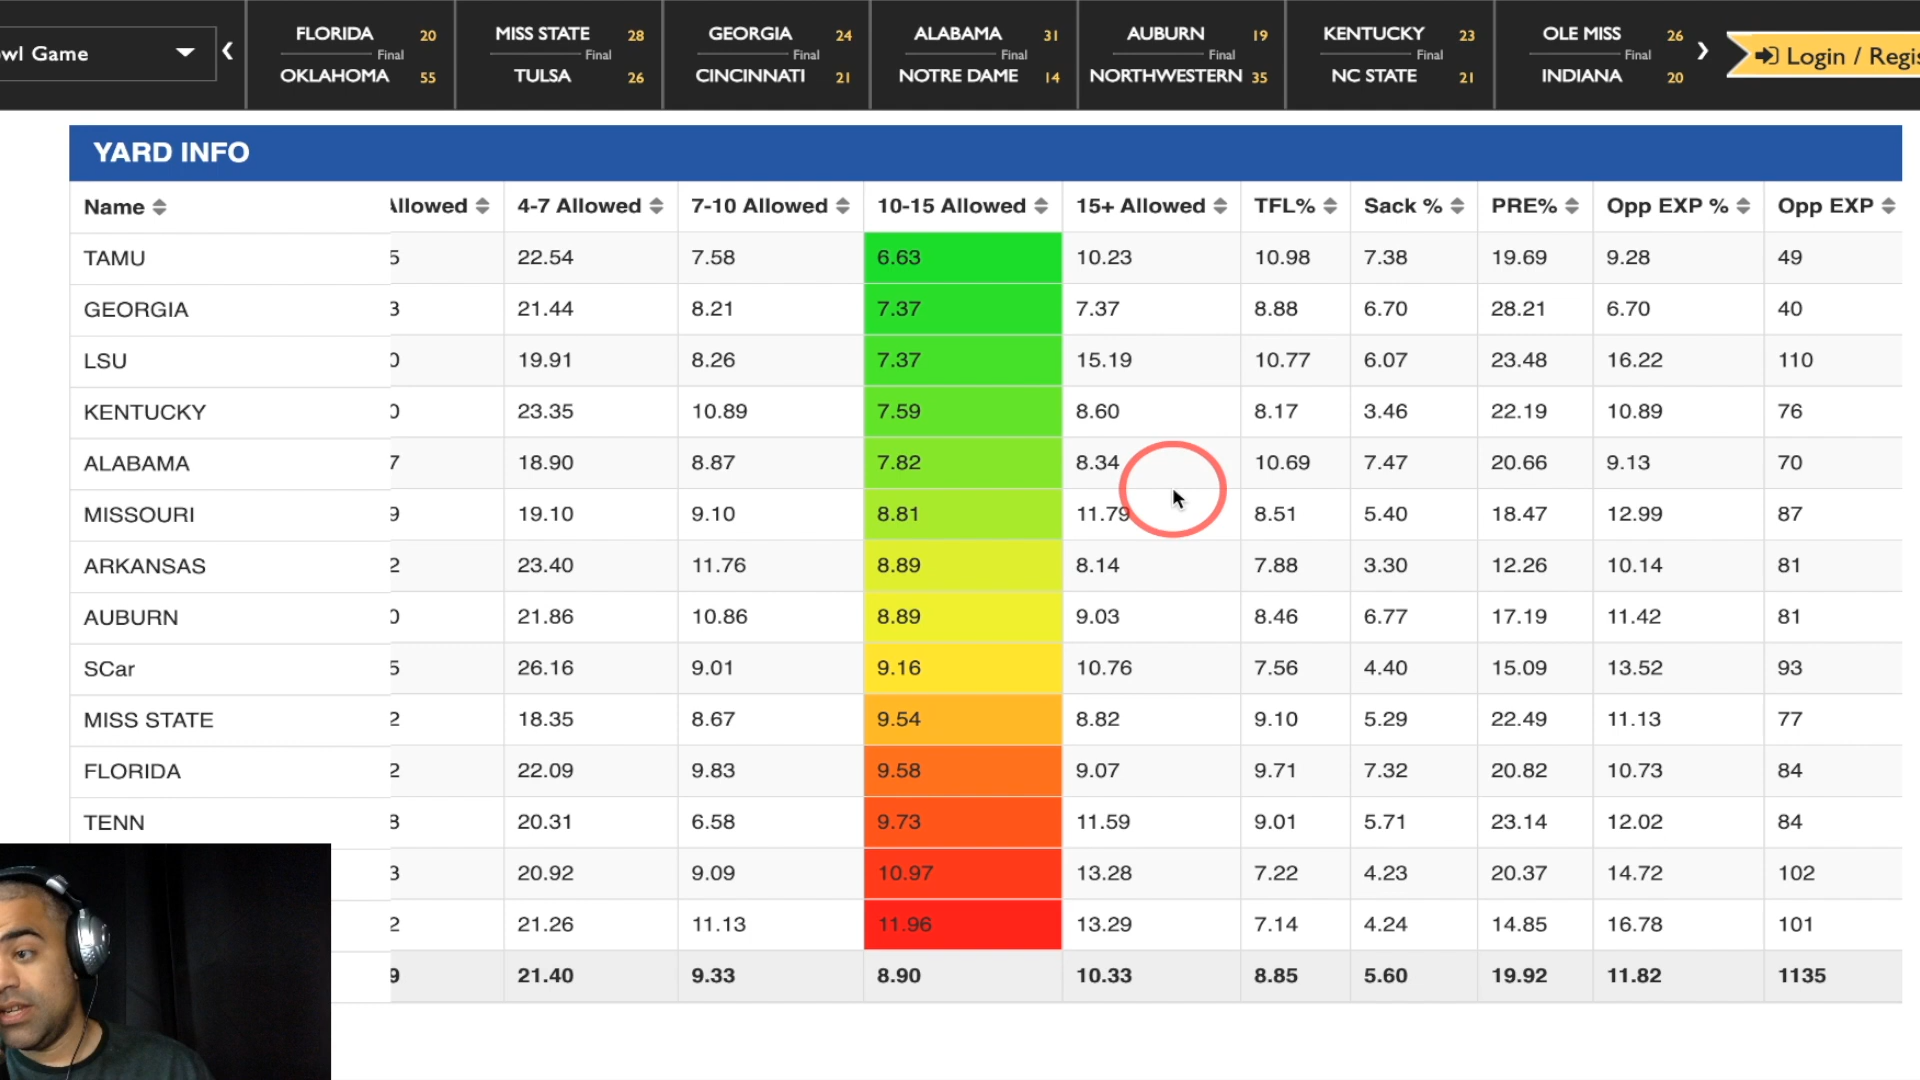 wl Game
FLORIDA 20
Final
OKLAHOMA 55
MISS STATE 28
Final
TULSA 26
GEORGIA 24
Final
CINCINNATI 21
ALABAMA 31
Final
NOTRE DAME 14
AUBURN 19
Final
NORTHWESTERN 35
KENTUCKY 23
Final
NC STATE 21
OLE MISS 26
Final
INDIANA 20
Login / Regis
YARD INFO
Name Allowed 4-7 Allowed 7-10 Allowed 10-15 Allowed 15+ Allowed TFL% Sack % PRE% Opp EXP % Opp EXP
TAMU 5 22.54 7.58 6.63 10.23 10.98 7.38 19.69 9.28 49
GEORGIA 3 21.44 8.21 7.37 7.37 8.88 6.70 28.21 6.70 40
LSU 0 19.91 8.26 7.37 15.19 10.77 6.07 23.48 16.22 110
KENTUCKY 0 23.35 10.89 7.59 8.60 8.17 3.46 22.19 10.89 76
ALABAMA 7 18.90 8.87 7.82 8.34 10.69 7.47 20.66 9.13 70
MISSOURI 9 19.10 9.10 8.81 11.79 8.51 5.40 18.47 12.99 87
ARKANSAS 2 23.40 11.76 8.89 8.14 7.88 3.30 12.26 10.14 81
AUBURN 0 21.86 10.86 8.89 9.03 8.46 6.77 17.19 11.42 81
SCar 5 26.16 9.01 9.16 10.76 7.56 4.40 15.09 13.52 93
MISS STATE 2 18.35 8.67 9.54 8.82 9.10 5.29 22.49 11.13 77
FLORIDA 2 22.09 9.83 9.58 9.07 9.71 7.32 20.82 10.73 84
TENN 8 20.31 6.58 9.73 11.59 9.01 5.71 23.14 12.02 84
3 20.92 9.09 10.97 13.28 7.22 4.23 20.37 14.72 102
2 21.26 11.13 11.96 13.29 7.14 4.24 14.85 16.78 101
9 21.40 9.33 8.90 10.33 8.85 5.60 19.92 11.82 1135